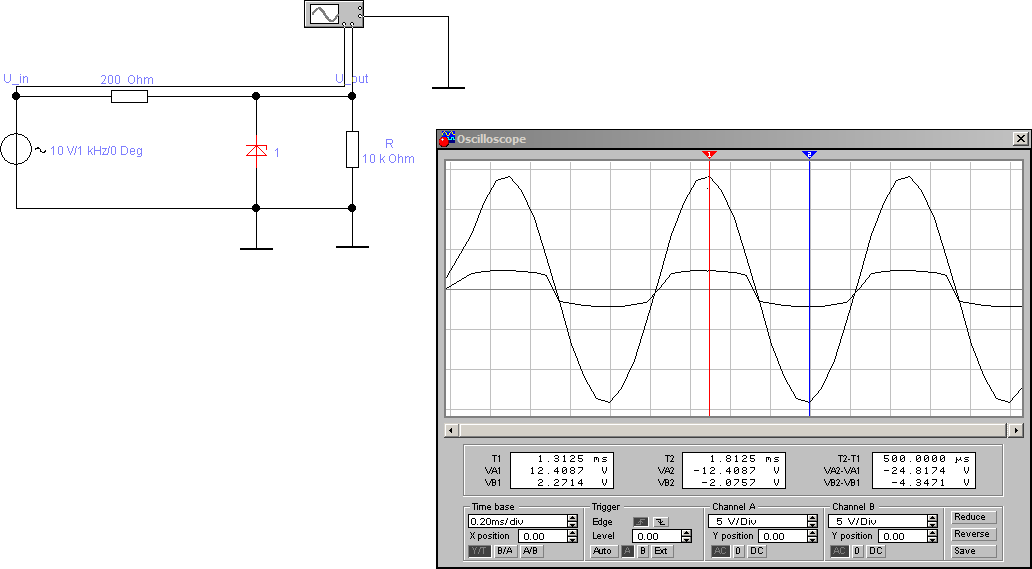 U_in
200 Ohm
U_out
10 V/1 kHz/0 Deg
1
R
10 k Ohm
Oscilloscope
1
2
T1 1.3125 ms T2 1.8125 ms T2-T1 500.0000 µs
VA1 12.4087 V VA2 -12.4087 V VA2-VA1 -24.8174 V
VB1 2.2714 V VB2 -2.0757 V VB2-VB1 -4.3471 V
Time base Trigger Channel A Channel B
0.20ms/div Edge 5 V/Div 5 V/Div Reduce
X position 0.00 Level 0.00 Y position 0.00 Y position 0.00 Reverse
Y/T B/A A/B Auto A B Ext AC 0 DC AC 0 DC Save